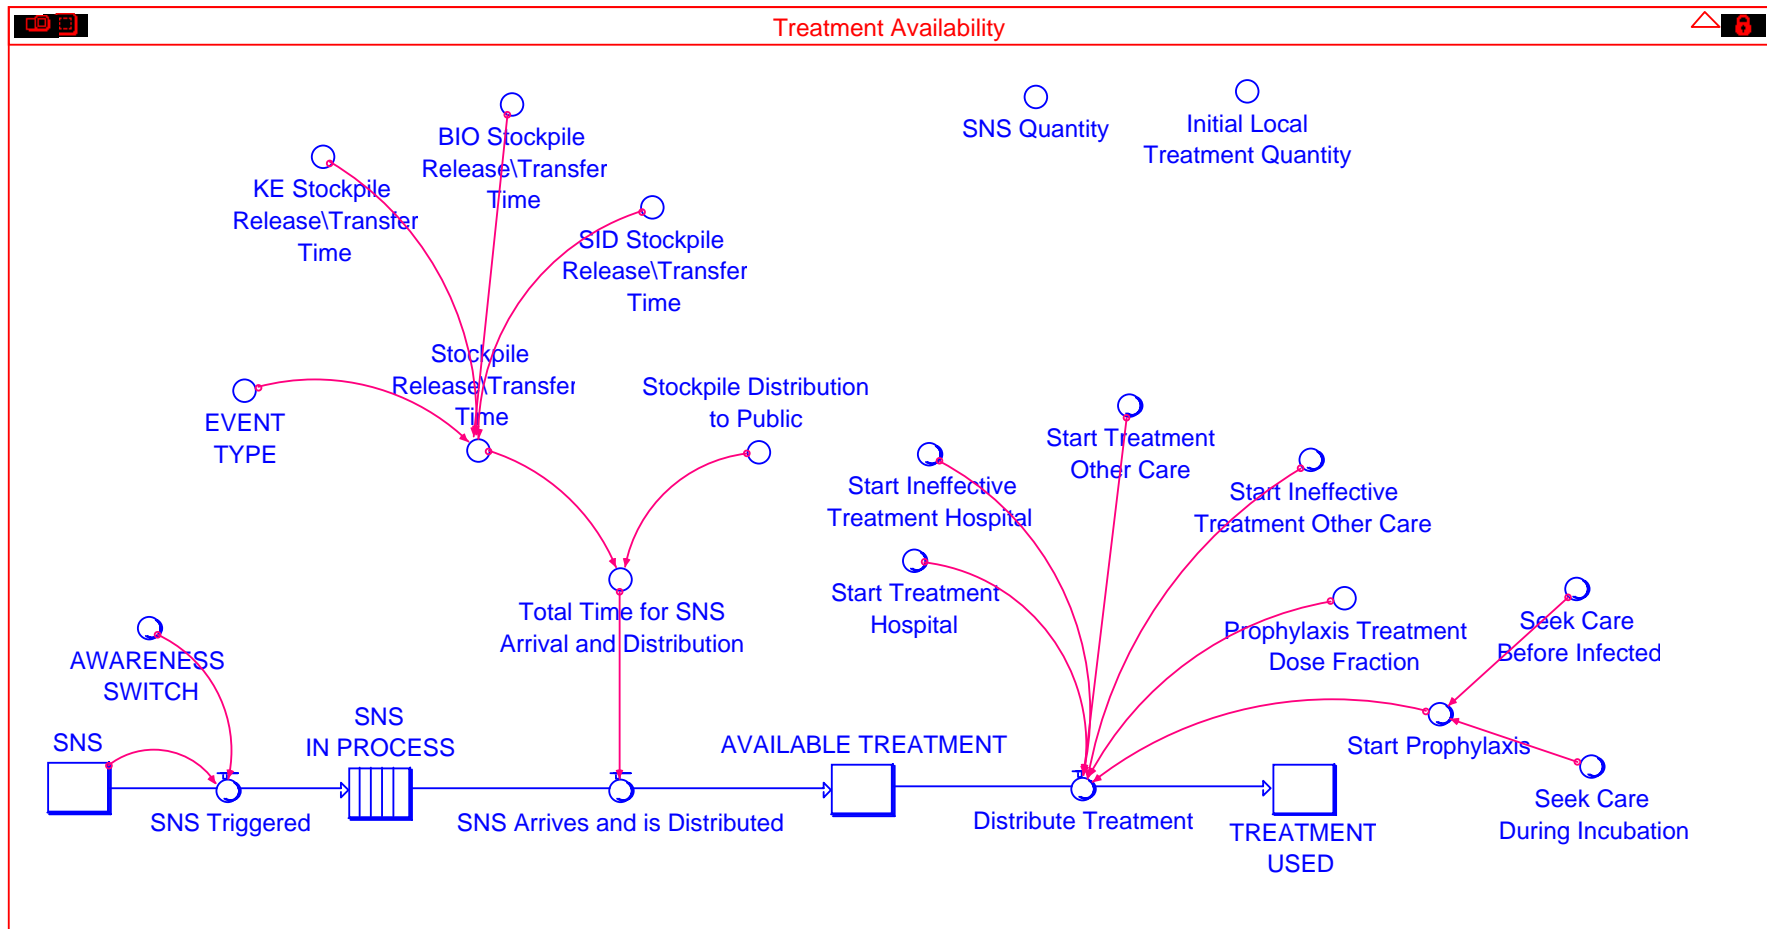 Treatment Availability
BIO Stockpile
Release\Transfer
Time
SNS Quantity
Initial Local
Treatment Quantity
KE Stockpile
Release\Transfer
Time
SID Stockpile
Release\Transfer
Time
Stockpile
Release\Transfer
Time
EVENT
TYPE
Stockpile Distribution
to Public
Start Treatment
Other Care
Start Ineffective
Treatment Hospital
Start Ineffective
Treatment Other Care
Start Treatment
Hospital
Total Time for SNS
Arrival and Distribution
Prophylaxis Treatment
Dose Fraction
Seek Care
Before Infected
AWARENESS
SWITCH
SNS
SNS
IN PROCESS
AVAILABLE TREATMENT
Start Prophylaxis
SNS Triggered
SNS Arrives and is Distributed
Distribute Treatment
TREATMENT
USED
Seek Care
During Incubation